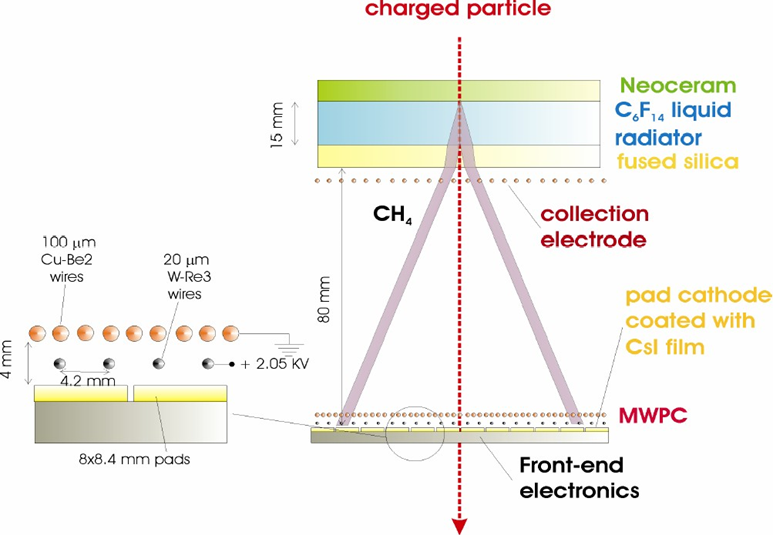 charged particle
Neoceram
C6F14 liquid
radiator
fused silica
15 mm
CH4
collection
electrode
80 mm
100 μm
Cu-Be2
wires
20 μm
W-Re3
wires
pad cathode
coated with
CsI film
4 mm
+ 2.05 KV
4.2 mm
MWPC
8x8.4 mm pads
Front-end
electronics